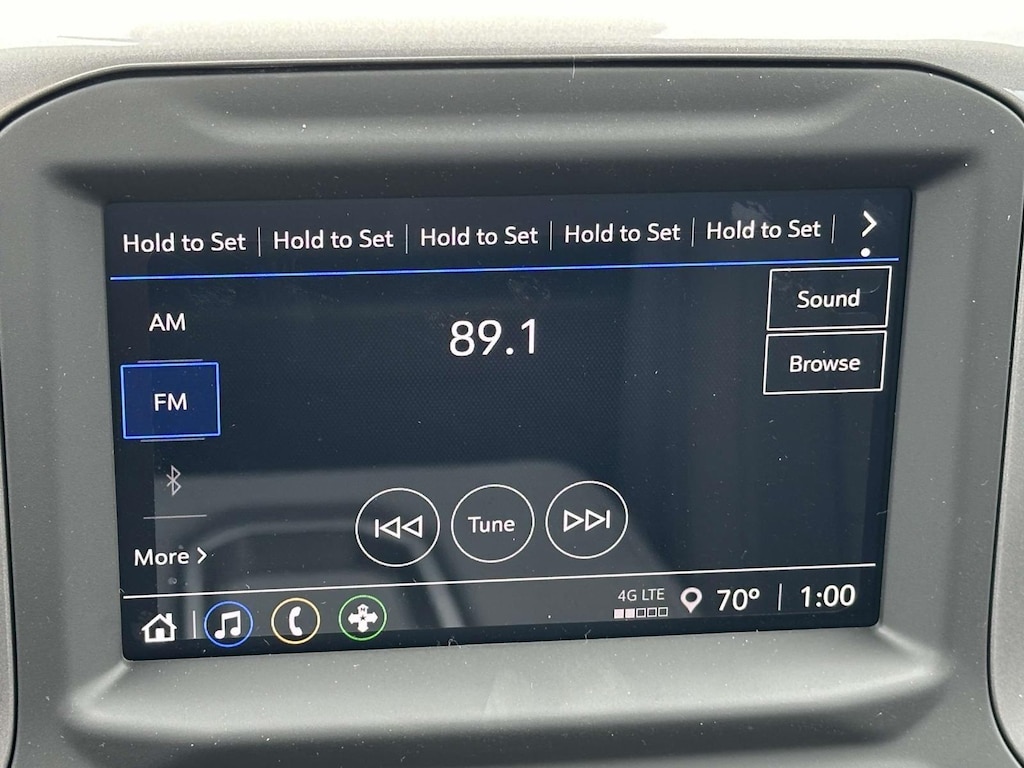 Hold to Set Hold to Set Hold to Set Hold to Set Hold to Set
Sound
AM
89.1
Browse
FM
Tune
More
4G LTE
70° 1:00